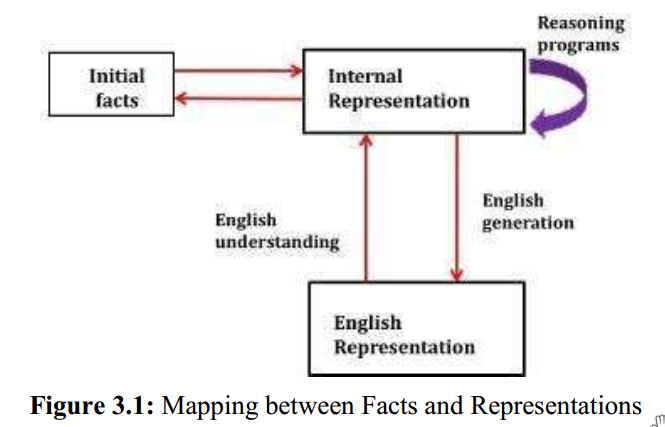 Reasoning
programs
Initial
facts
Internal
Representation
English
understanding
English
generation
English
Representation
Figure 3.1: Mapping between Facts and Representations